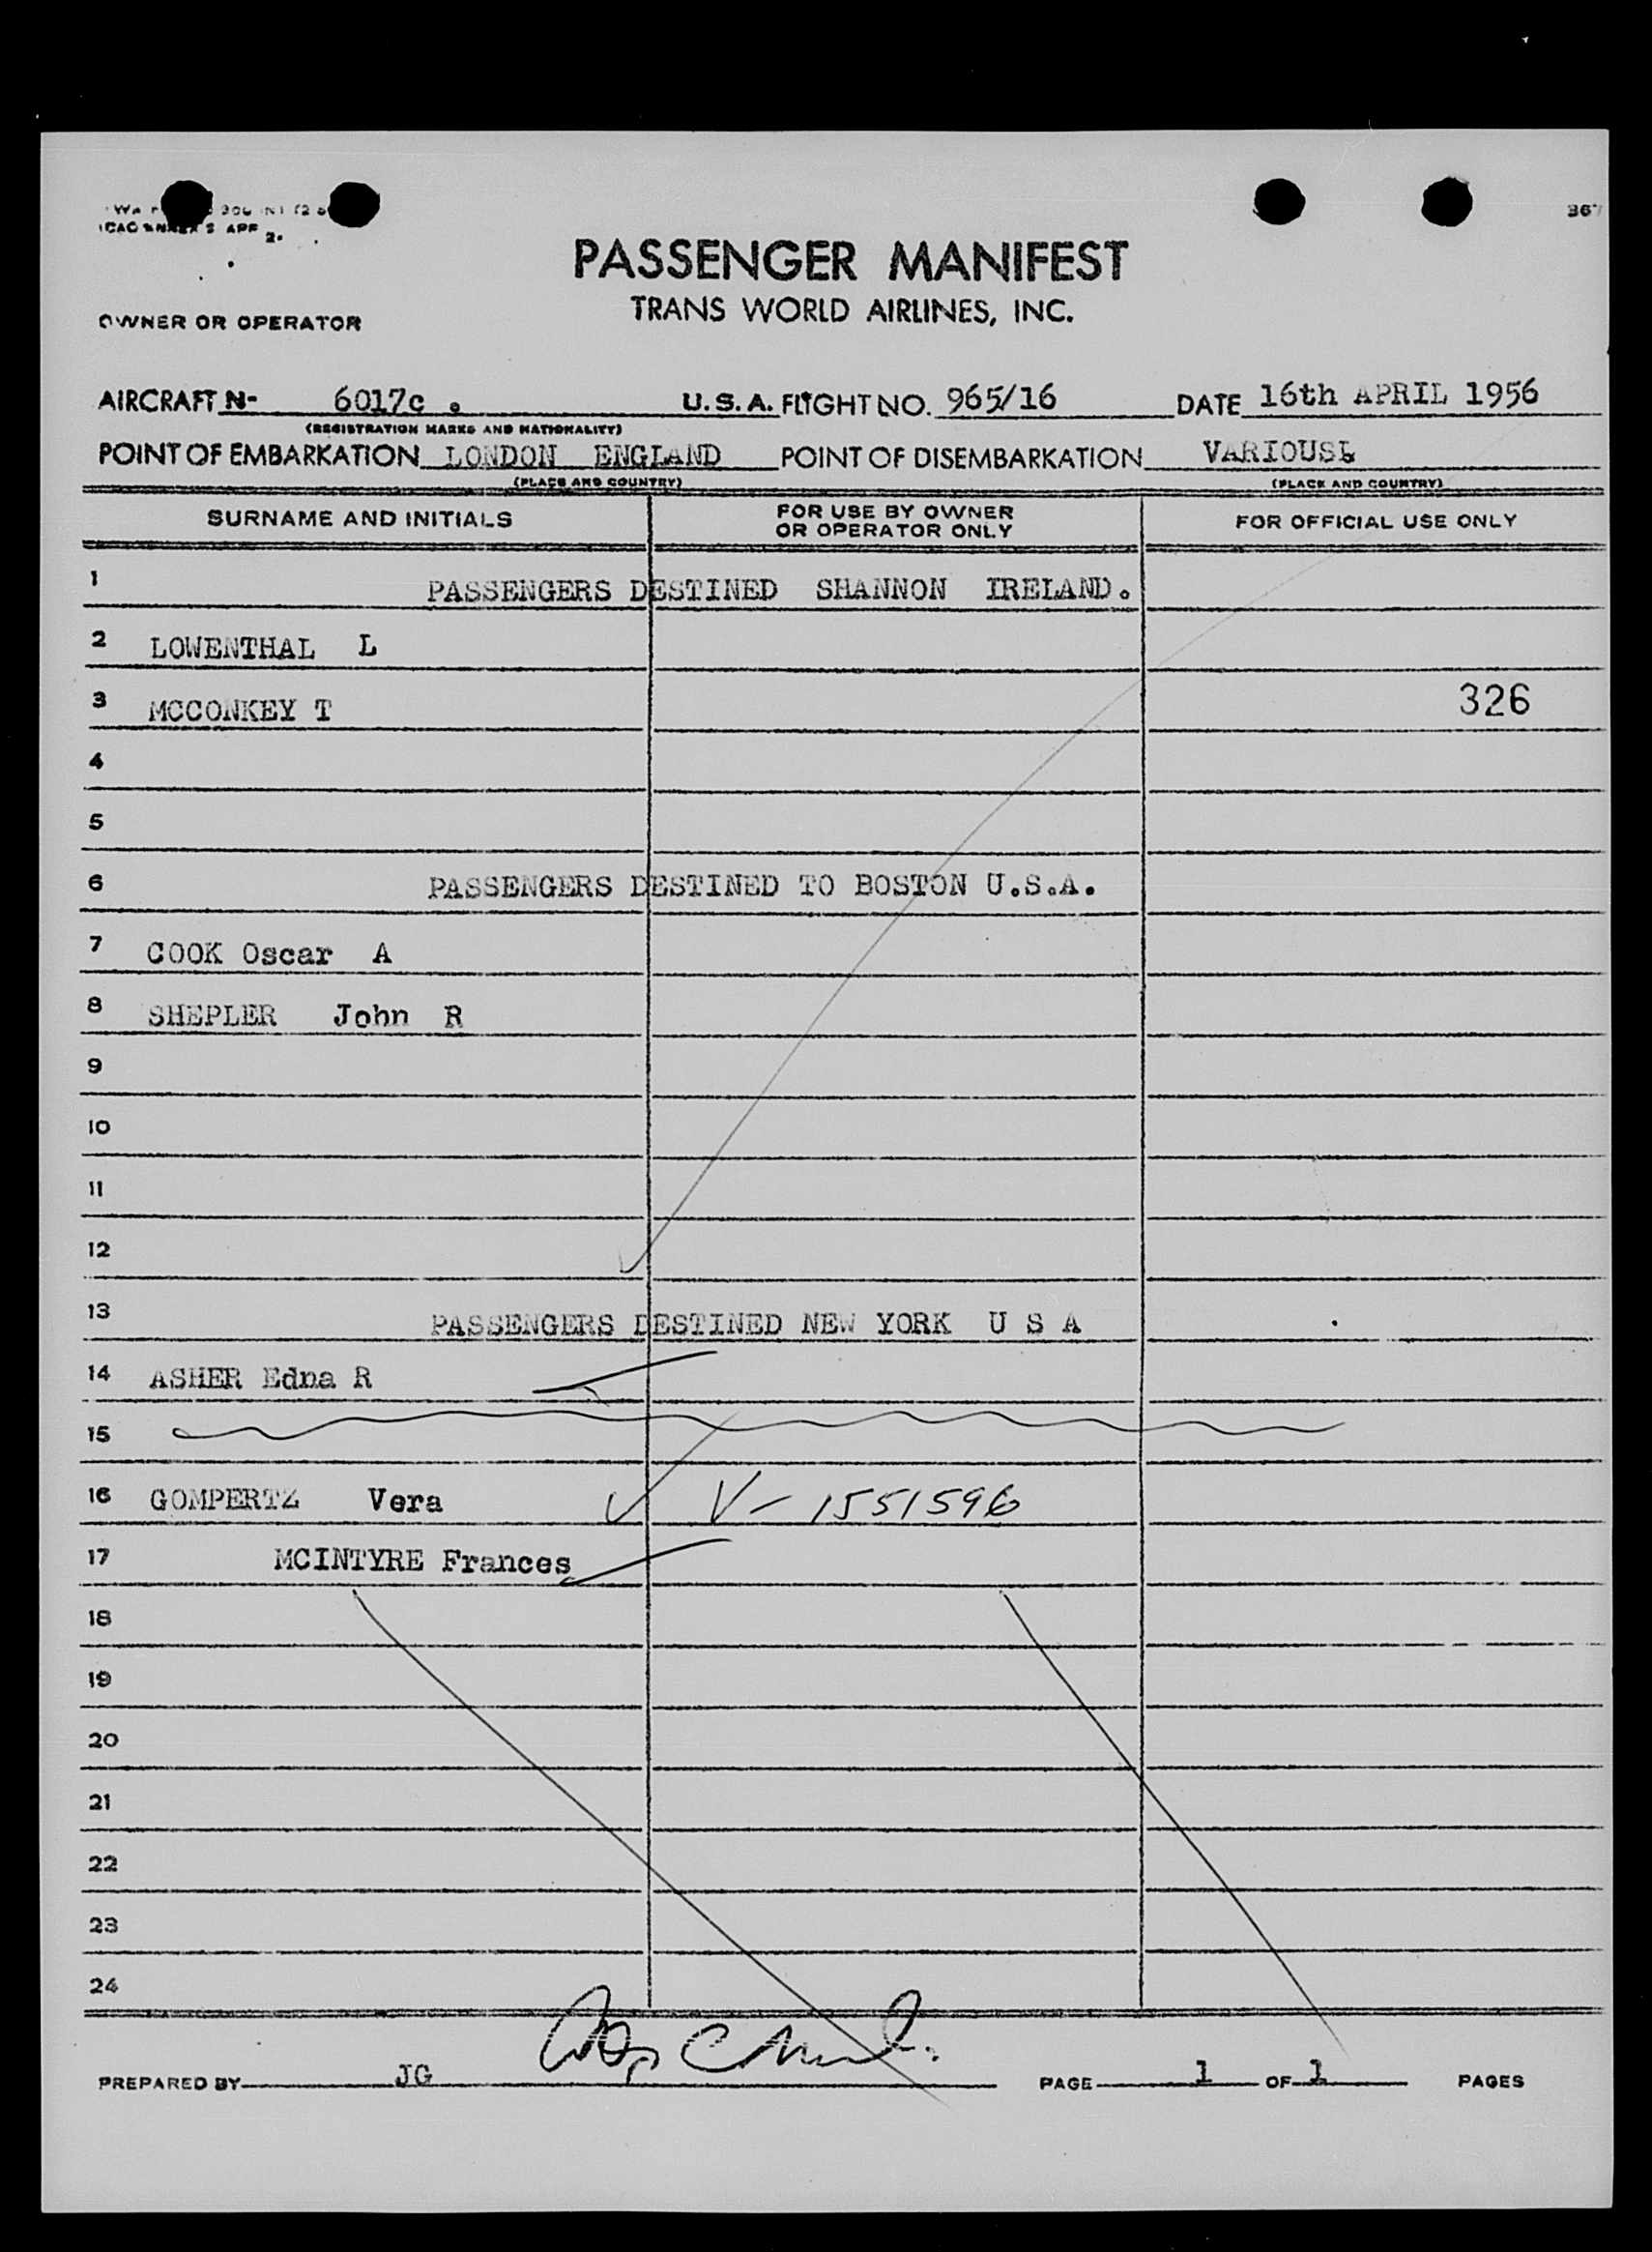 367
2.
PASSENGER MANIFEST
TRANS WORLD AIRLINES, INC.
OWNER OR OPERATOR
AIRCRAFT N- 6017c . U.S.A. FLIGHT NO. 965/16 DATE 16th APRIL 1956
(REGISTRATION MARKS AND NATIONALITY)
POINT OF EMBARKATION LONDON ENGLAND POINT OF DISEMBARKATION VARIOUS
(PLACE AND COUNTRY) (PLACE AND COUNTRY)
SURNAME AND INITIALS FOR USE BY OWNER OR OPERATOR ONLY FOR OFFICIAL USE ONLY
1 PASSENGERS DESTINED SHANNON IRELAND.
2 LOWENTHAL L
3 MCCONKEY T 326
4
5
6 PASSENGERS DESTINED TO BOSTON U.S.A.
7 COOK Oscar A
8 SHEPLER John R
9
10
11
12
13 PASSENGERS DESTINED NEW YORK U S A
14 ASHER Edna R
15
16 GOMPERTZ Vera V- 1551596
17 MCINTYRE Frances
18
19
20
21
22
23
24
PREPARED BY JG PAGE 1 OF 1 PAGES